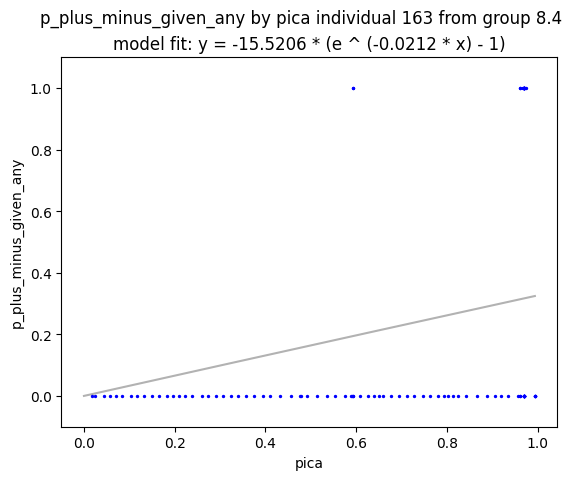 p_plus_minus_given_any by pica individual 163 from group 8.4
model fit: y = -15.5206 * (e ^ (-0.0212 * x) - 1)
1.0
0.8
0.6
0.4
0.2
0.0
p_plus_minus_given_any
0.0 0.2 0.4 0.6 0.8 1.0
pica